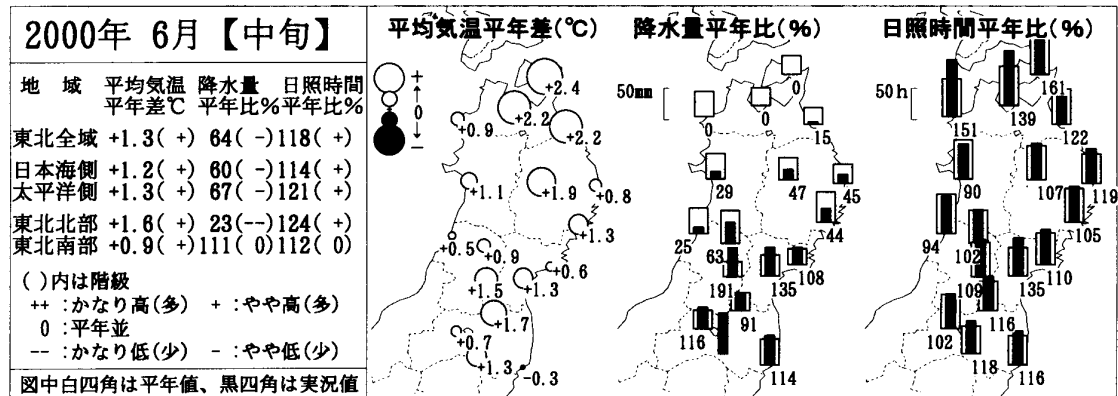 2000年 6月【中旬】
地 域 平均気温 降水量 日照時間
平年差℃ 平年比% 平年比%
東北全域 +1.3( +) 64( -) 118( +)
日本海側 +1.2( +) 60( -) 114( +)
太平洋側 +1.3( +) 67( -) 121( +)
東北北部 +1.6( +) 23(--) 124( +)
東北南部 +0.9( +) 111( 0) 112( 0)
( )内は階級
++ :かなり高(多) + :やや高(多)
0 :平年並
-- :かなり低(少) - :やや低(少)
図中白四角は平年値、黒四角は実況値
平均気温平年差(℃)
+
0
-
+2.4
+2.2
+0.9
+2.2
+1.1
+1.9
+0.8
+1.3
+0.5
+0.9
+0.6
+1.5
+1.3
+1.7
+0.7
+1.3
-0.3
降水量平年比(%)
50mm
0
0
0
15
29
47
45
44
25
63
108
191
135
91
116
114
日照時間平年比(%)
50h
161
151
139
122
90
107
119
94
105
102
110
109
135
116
102
118
116